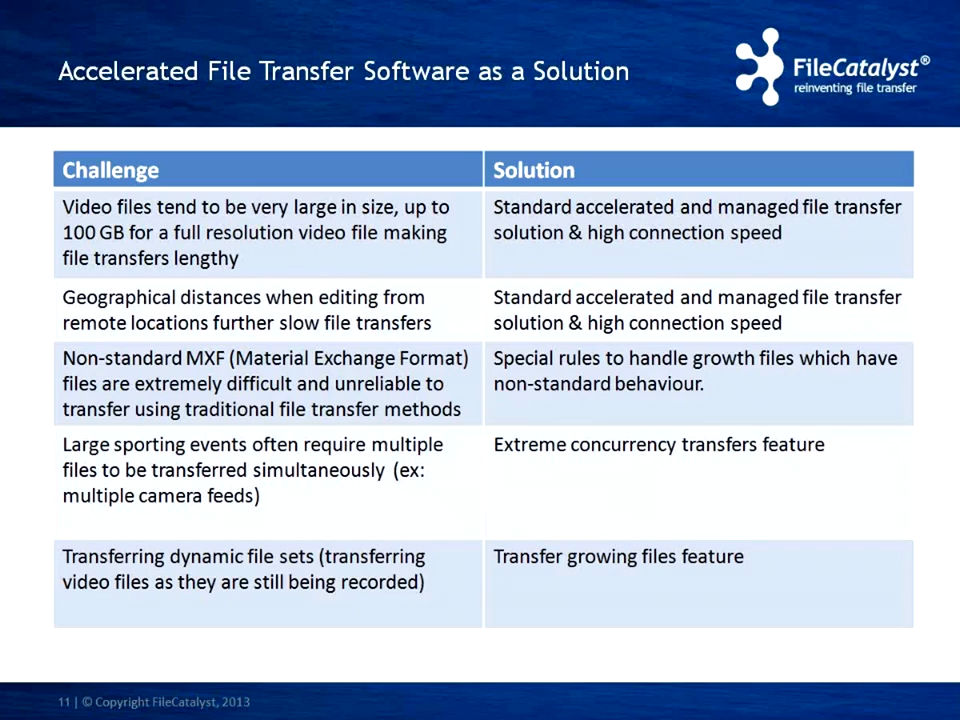 Accelerated File Transfer Software as a Solution
FileCatalyst®
reinventing file transfer
Challenge
Solution
Video files tend to be very large in size, up to
100 GB for a full resolution video file making
file transfers lengthy
Standard accelerated and managed file transfer
solution & high connection speed
Geographical distances when editing from
remote locations further slow file transfers
Standard accelerated and managed file transfer
solution & high connection speed
Non-standard MXF (Material Exchange Format)
files are extremely difficult and unreliable to
transfer using traditional file transfer methods
Special rules to handle growth files which have
non-standard behaviour.
Large sporting events often require multiple
files to be transferred simultaneously (ex:
multiple camera feeds)
Extreme concurrency transfers feature
Transferring dynamic file sets (transferring
video files as they are still being recorded)
Transfer growing files feature
11 | © Copyright FileCatalyst, 2013